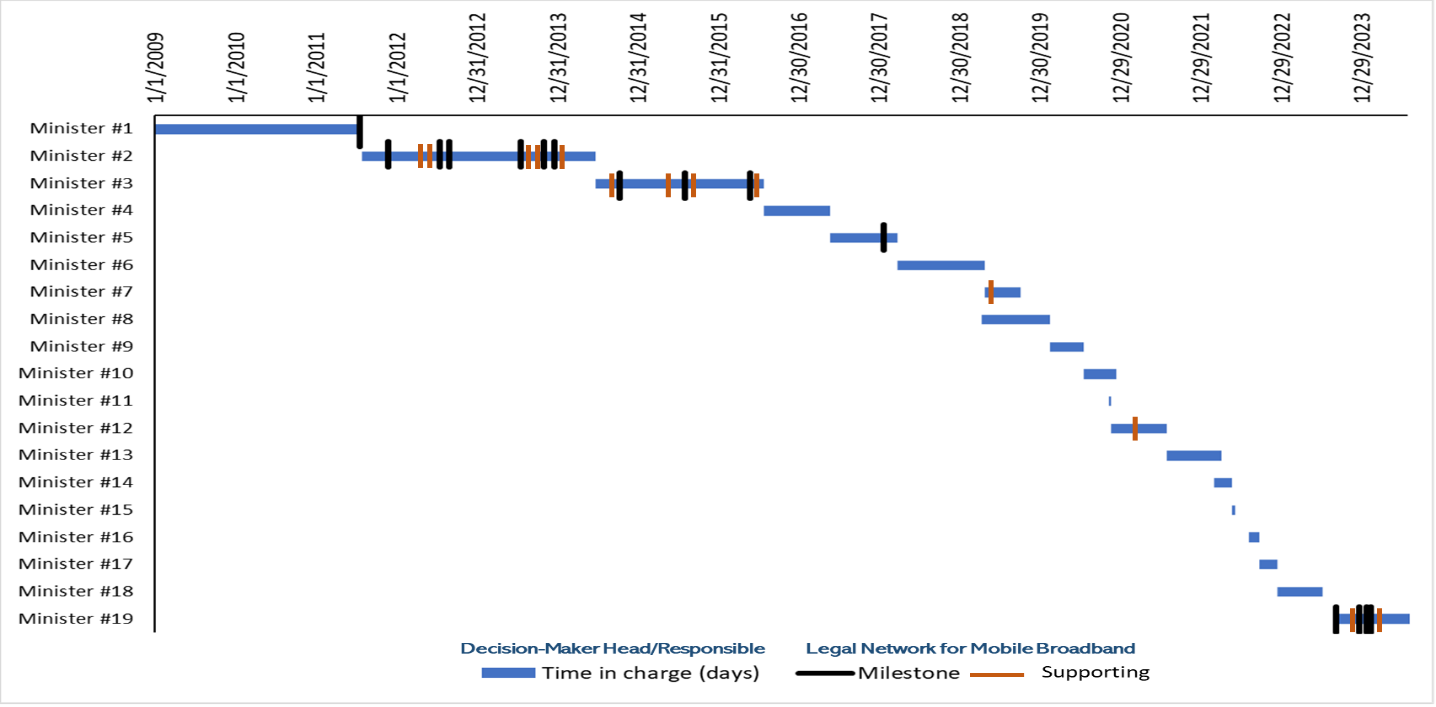 1/1/2009
1/1/2010
1/1/2011
1/1/2012
12/31/2012
12/31/2013
12/31/2014
12/31/2015
12/30/2016
12/30/2017
12/30/2018
12/30/2019
12/29/2020
12/29/2021
12/29/2022
12/29/2023
Minister #1
Minister #2
Minister #3
Minister #4
Minister #5
Minister #6
Minister #7
Minister #8
Minister #9
Minister #10
Minister #11
Minister #12
Minister #13
Minister #14
Minister #15
Minister #16
Minister #17
Minister #18
Minister #19
Decision-Maker Head/Responsible
Legal Network for Mobile Broadband
Time in charge (days)
Milestone
Supporting